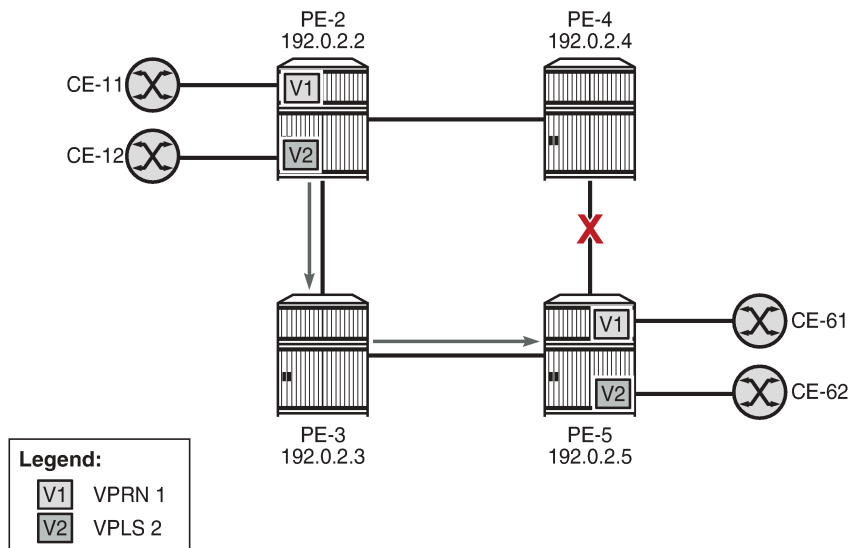 PE-2
192.0.2.2
PE-4
192.0.2.4
CE-11
V1
CE-12
V2
X
V1
CE-61
V2
CE-62
PE-3
192.0.2.3
PE-5
192.0.2.5
Legend:
V1 VPRN 1
V2 VPLS 2